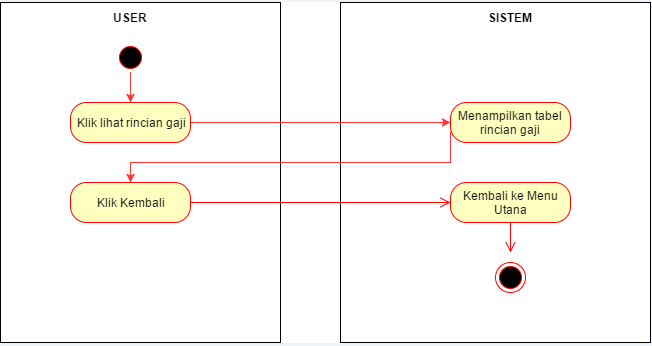 USER
SISTEM
Klik lihat rincian gaji
Menampilkan tabel
rincian gaji
Klik Kembali
Kembali ke Menu
Utana